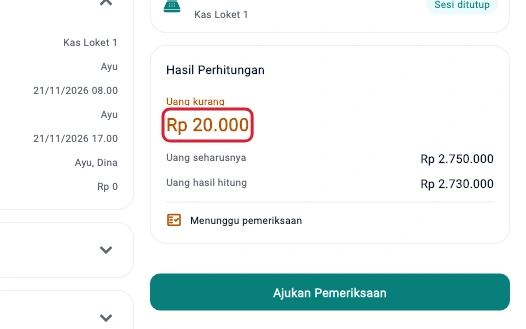 Kas Loket 1
Ayu
21/11/2026 08.00
Ayu
21/11/2026 17.00
Ayu, Dina
Rp 0
Kas Loket 1
Sesi ditutup
Hasil Perhitungan
Uang kurang
Rp 20.000
Uang seharusnya Rp 2.750.000
Uang hasil hitung Rp 2.730.000
Menunggu pemeriksaan
Ajukan Pemeriksaan